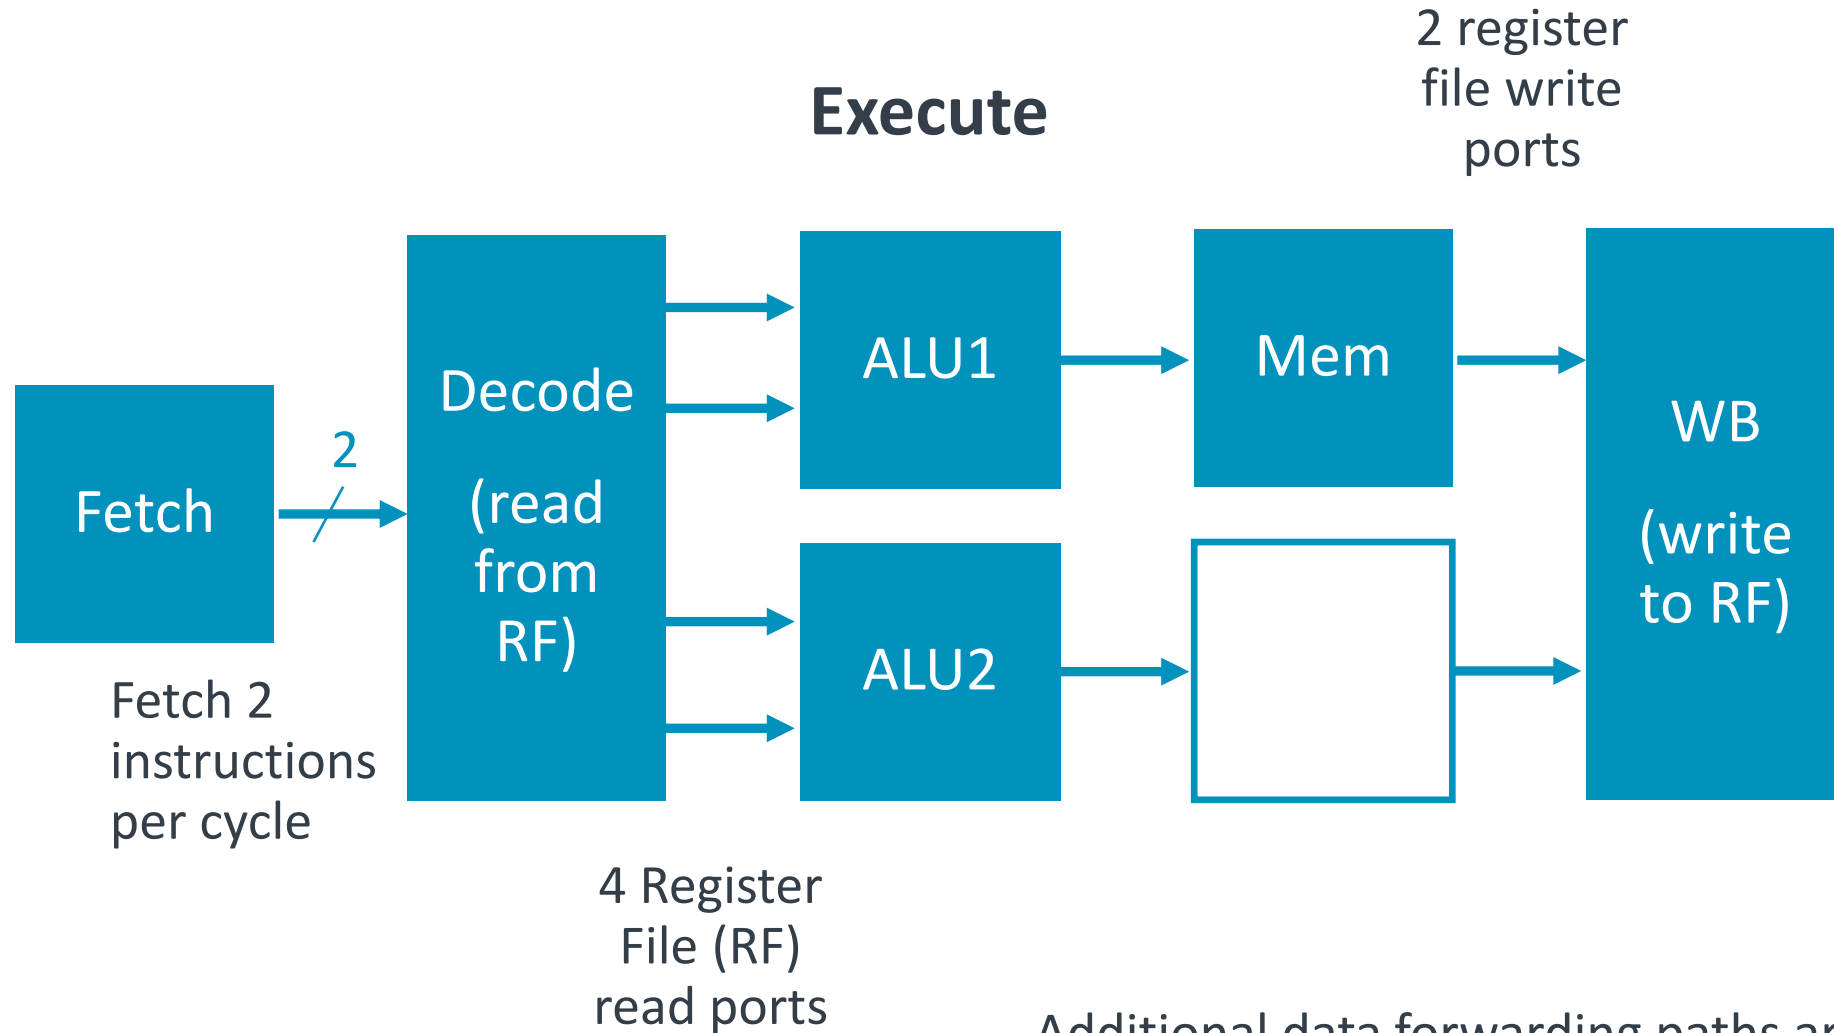 2 register
file write
ports
Execute
Fetch
2
Decode
(read
from
RF)
ALU1
Mem
WB
(write
to RF)
ALU2
Fetch 2
instructions
per cycle
4 Register
File (RF)
read ports
Additional data forwarding paths